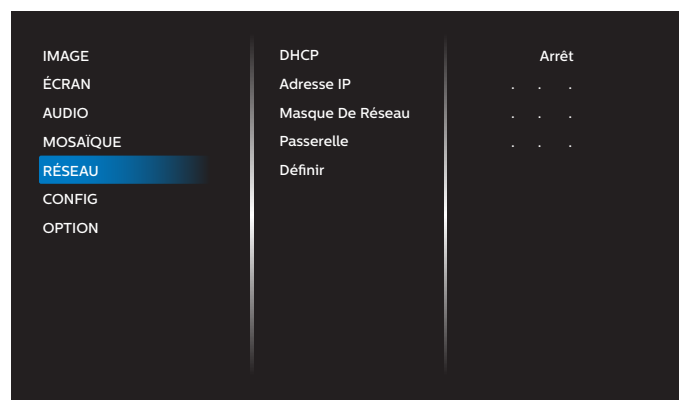 IMAGE
ÉCRAN
AUDIO
MOSAÏQUE
RÉSEAU
CONFIG
OPTION
DHCP Arrêt
Adresse IP . . .
Masque De Réseau . . .
Passerelle . . .
Définir